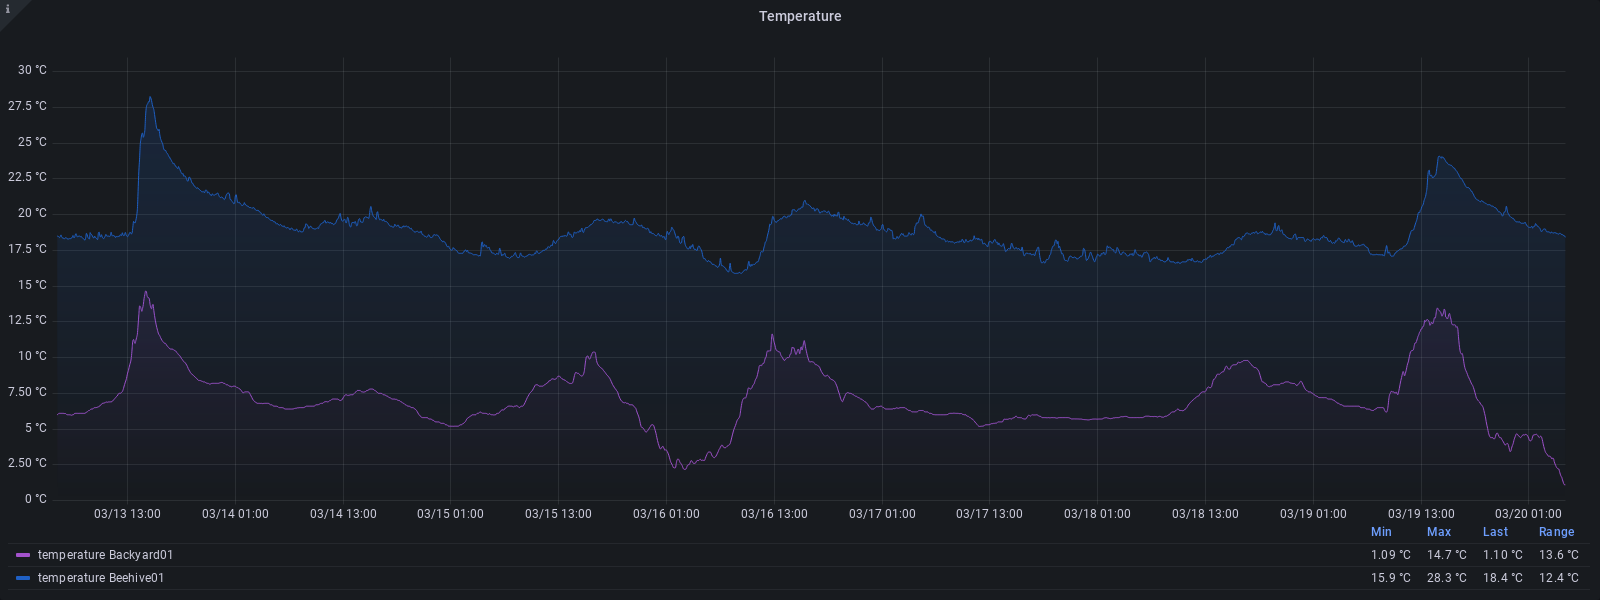 i
Temperature
30 °C
27.5 °C
25 °C
22.5 °C
20 °C
17.5 °C
15 °C
12.5 °C
10 °C
7.50 °C
5 °C
2.50 °C
0 °C
03/13 13:00 03/14 01:00 03/14 13:00 03/15 01:00 03/15 13:00 03/16 01:00 03/16 13:00 03/17 01:00 03/17 13:00 03/18 01:00 03/18 13:00 03/19 01:00 03/19 13:00 03/20 01:00
Min Max Last Range
temperature Backyard01 1.09 °C 14.7 °C 1.10 °C 13.6 °C
temperature Beehive01 15.9 °C 28.3 °C 18.4 °C 12.4 °C